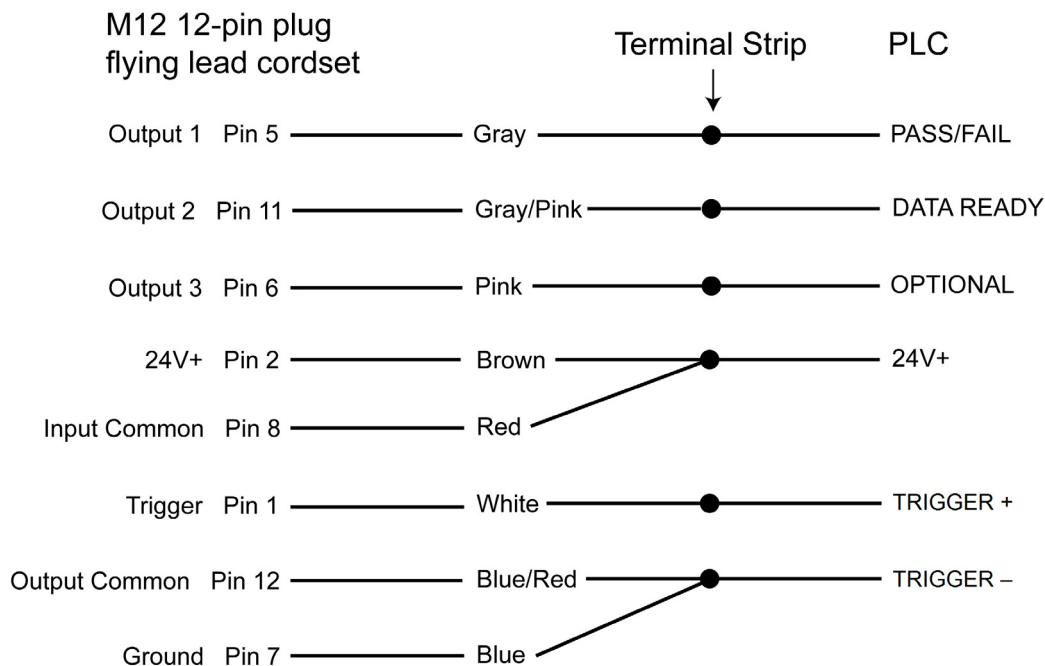 M12 12-pin plug
flying lead cordset
Terminal Strip PLC
Output 1 Pin 5 Gray PASS/FAIL
Output 2 Pin 11 Gray/Pink DATA READY
Output 3 Pin 6 Pink OPTIONAL
24V+ Pin 2 Brown 24V+
Input Common Pin 8 Red
Trigger Pin 1 White TRIGGER +
Output Common Pin 12 Blue/Red TRIGGER –
Ground Pin 7 Blue